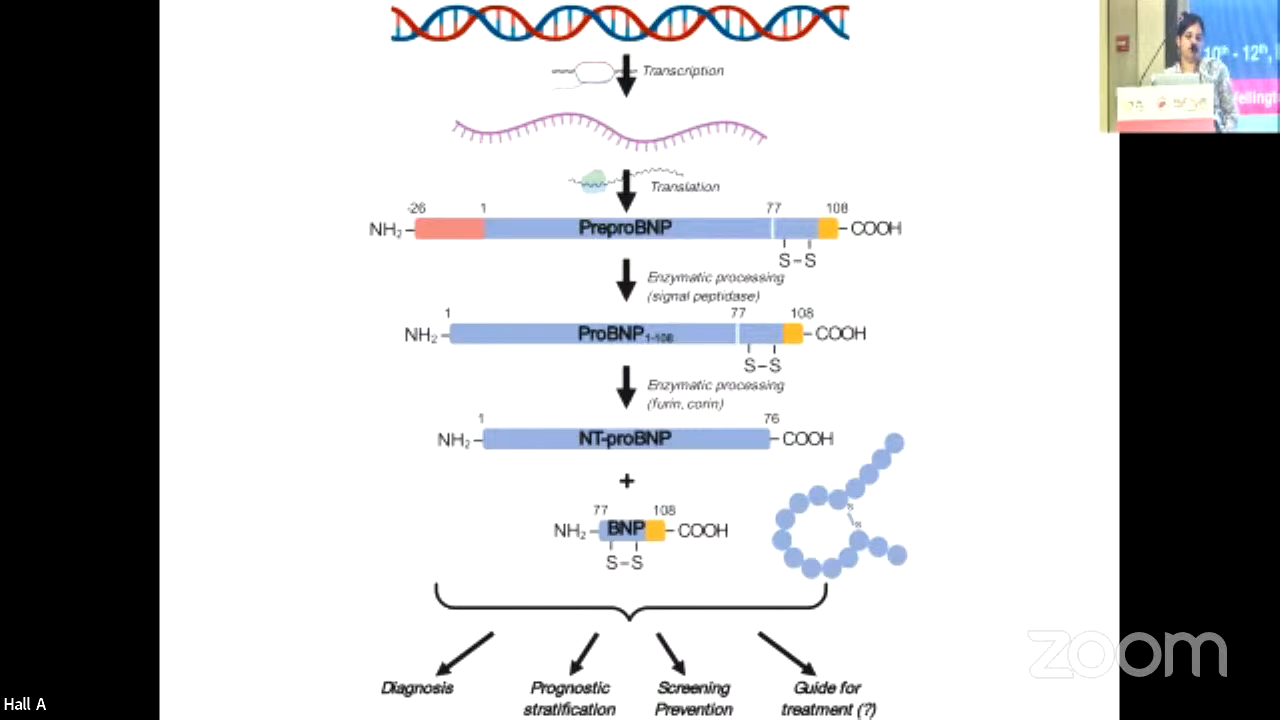 10th - 12th,
Transcription
Translation
-26 1 77 108
NH2 PreproBNP COOH
S-S
Enzymatic processing
(signal peptidase)
1 77 108
NH2 ProBNP1-108 COOH
S-S
Enzymatic processing
(furin, corin)
1 76
NH2 NT-proBNP COOH
+
77 108
NH2 BNP COOH
S-S
S
S
Diagnosis
Prognostic
stratification
Screening
Prevention
Guide for
treatment (?)
zoom
Hall A